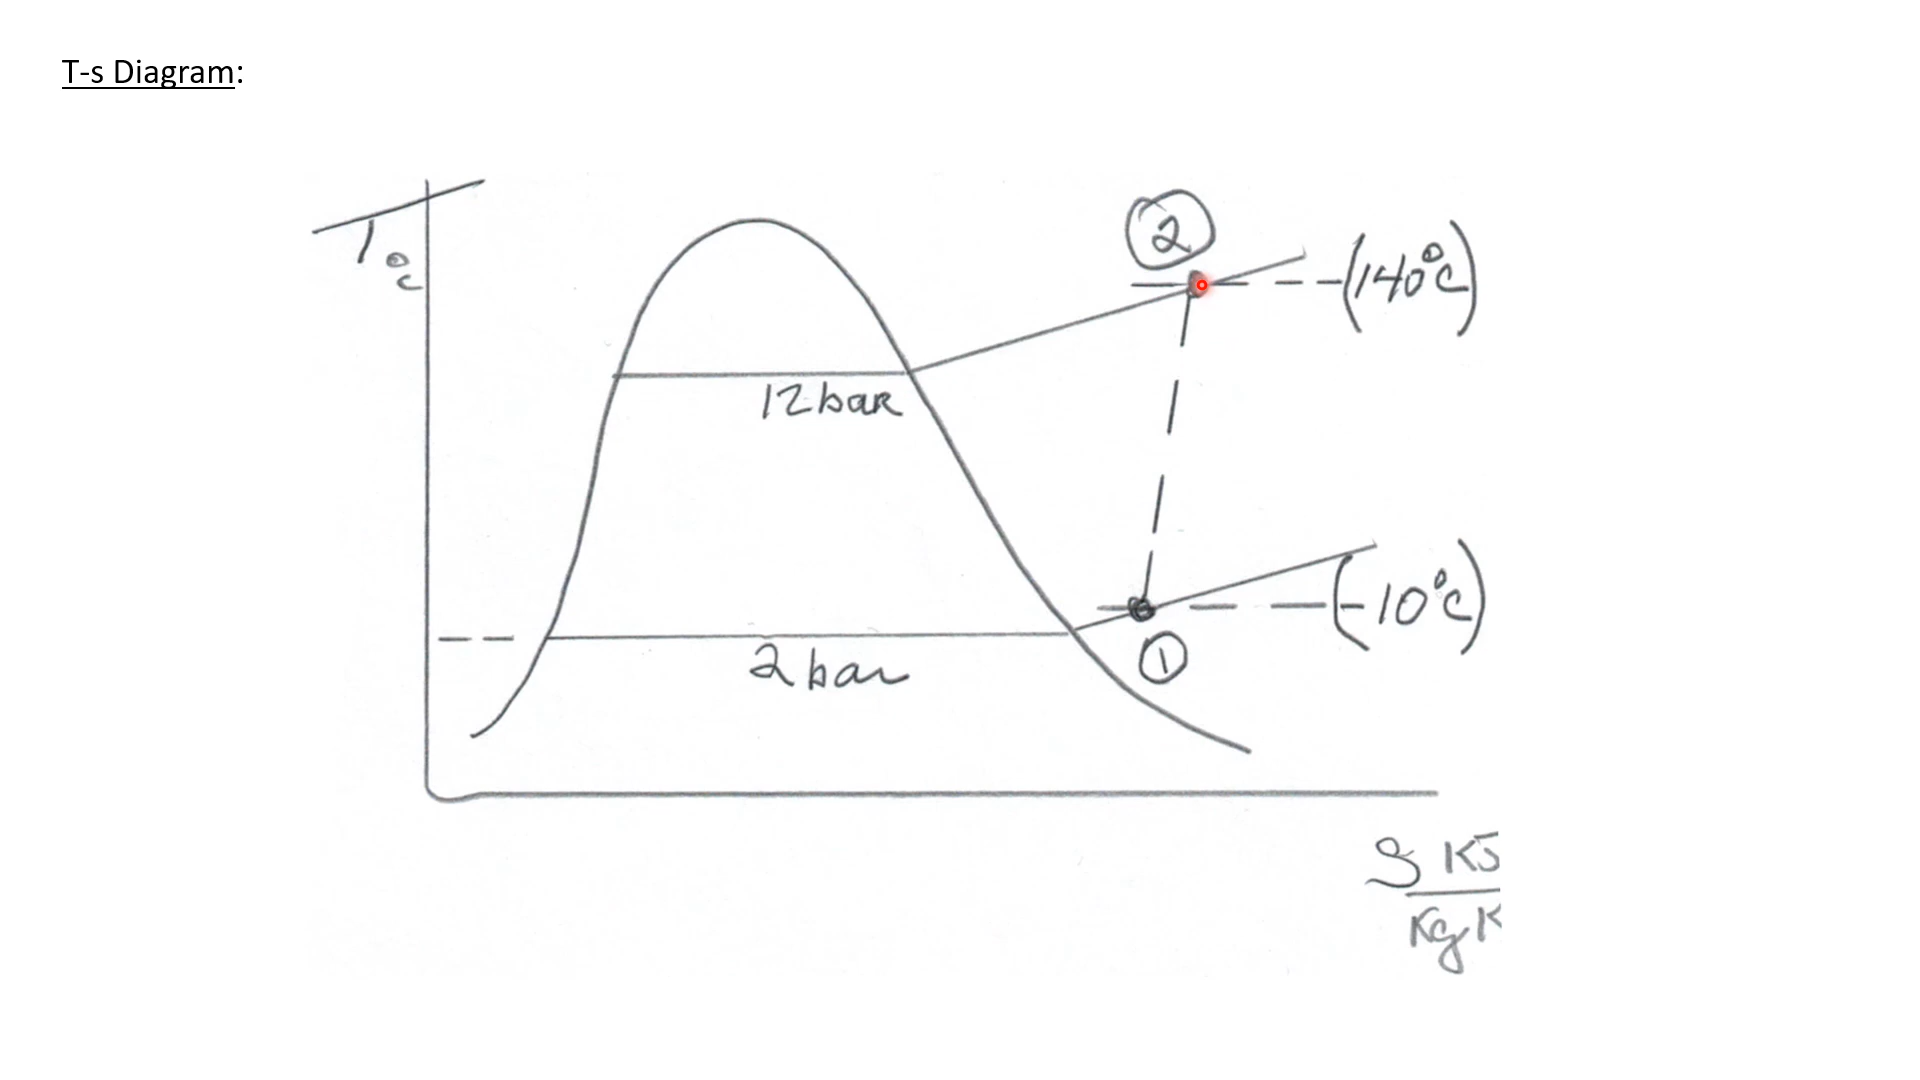 T-s Diagram:
T °C
2
(140°C)
12 bar
(-10°C)
2 bar
1
S KJ
Kg K